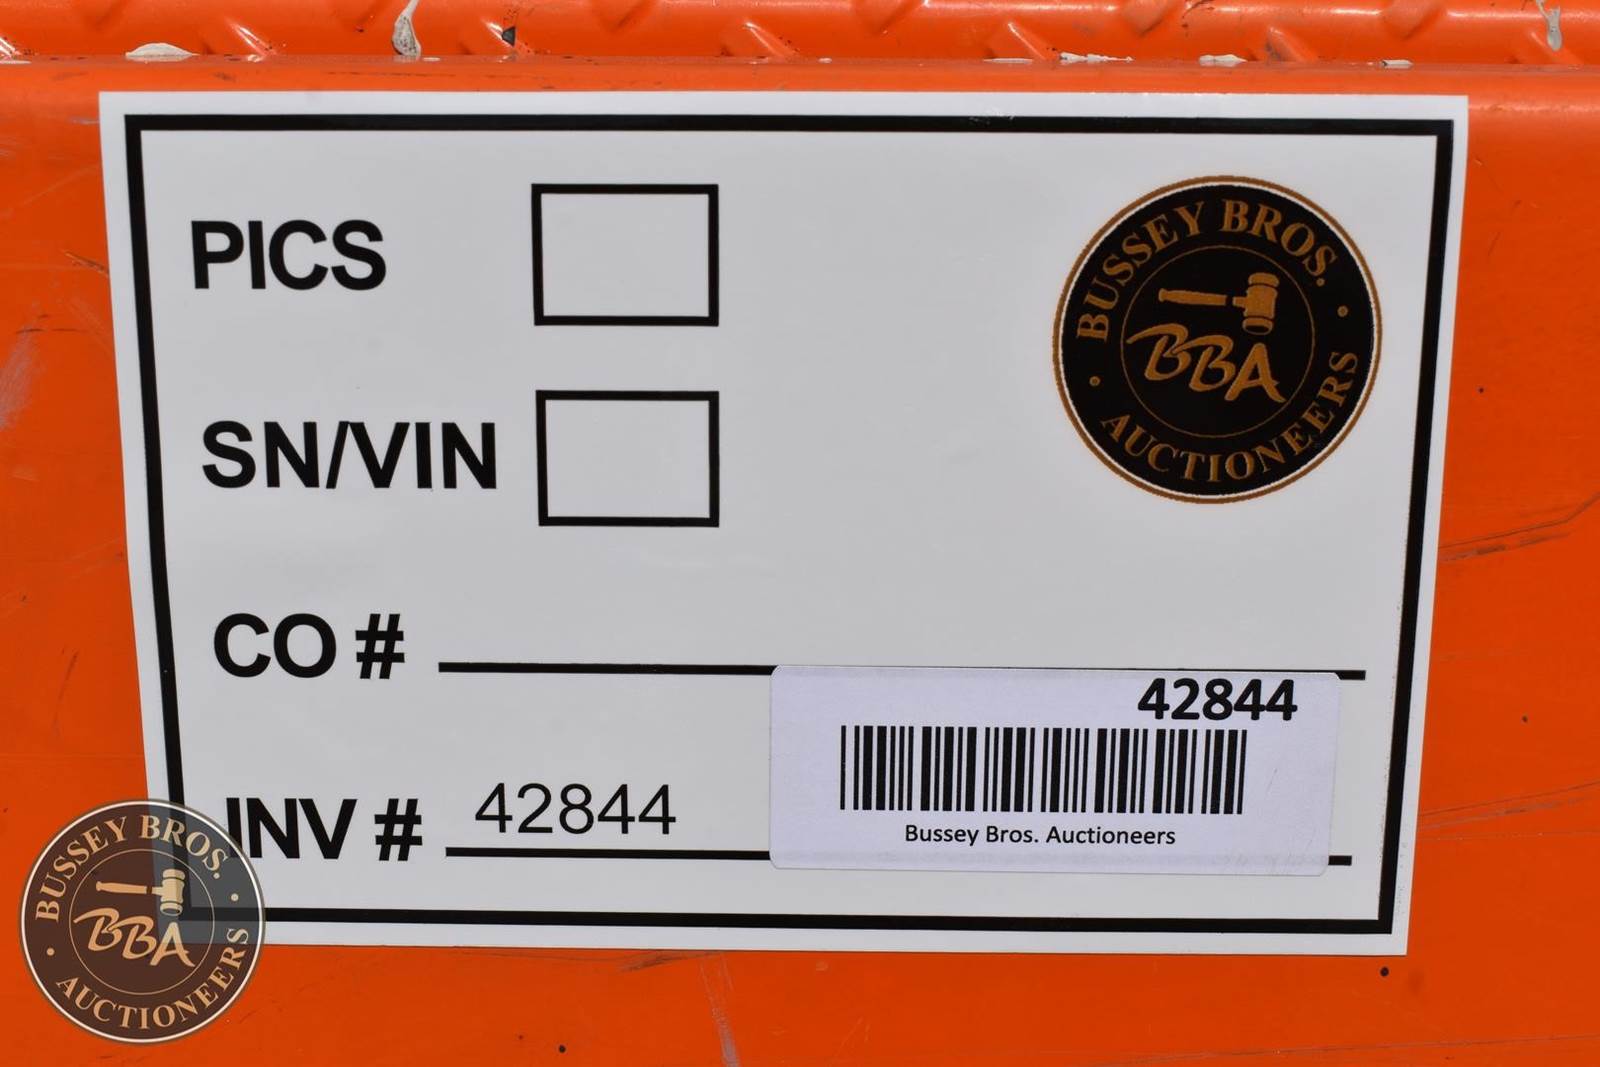 PICS
BUSSEY BROS.
BBA
AUCTIONEERS
SN/VIN
CO #
42844
INV # 42844
Bussey Bros. Auctioneers
BUSSEY BROS.
BBA
AUCTIONEERS